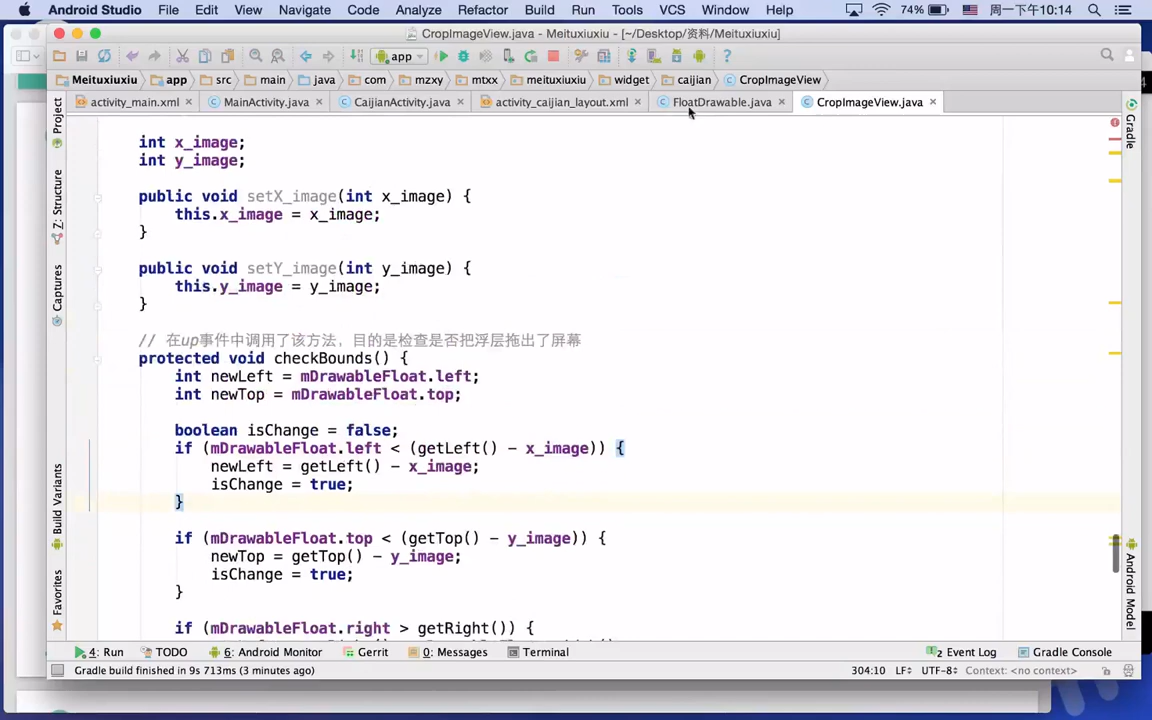 Android Studio File Edit View Navigate Code Analyze Refactor Build Run Tools VCS Window Help 74% 周一下午10:14
CropImageView.java - Meituxiuxiu - [~/Desktop/资料/Meituxiuxiu]
app
Meituxiuxiu app src main java com mzxy mtxx meituxiuxiu widget caijian CropImageView
activity_main.xml MainActivity.java CaijianActivity.java activity_caijian_layout.xml FloatDrawable.java CropImageView.java
Project
Z: Structure
Captures
Build Variants
Favorites
int x_image;
int y_image;
public void setX_image(int x_image) {
this.x_image = x_image;
}
public void setY_image(int y_image) {
this.y_image = y_image;
}
// 在up事件中调用了该方法，目的是检查是否把浮层拖出了屏幕
protected void checkBounds() {
int newLeft = mDrawableFloat.left;
int newTop = mDrawableFloat.top;
boolean isChange = false;
if (mDrawableFloat.left < (getLeft() - x_image)) {
newLeft = getLeft() - x_image;
isChange = true;
}
if (mDrawableFloat.top < (getTop() - y_image)) {
newTop = getTop() - y_image;
isChange = true;
}
if (mDrawableFloat.right > getRight()) {
Gradle
Android Model
4: Run TODO 6: Android Monitor Gerrit 0: Messages Terminal 2 Event Log Gradle Console
Gradle build finished in 9s 713ms (3 minutes ago) 304:10 LF UTF-8 Context: <no context>